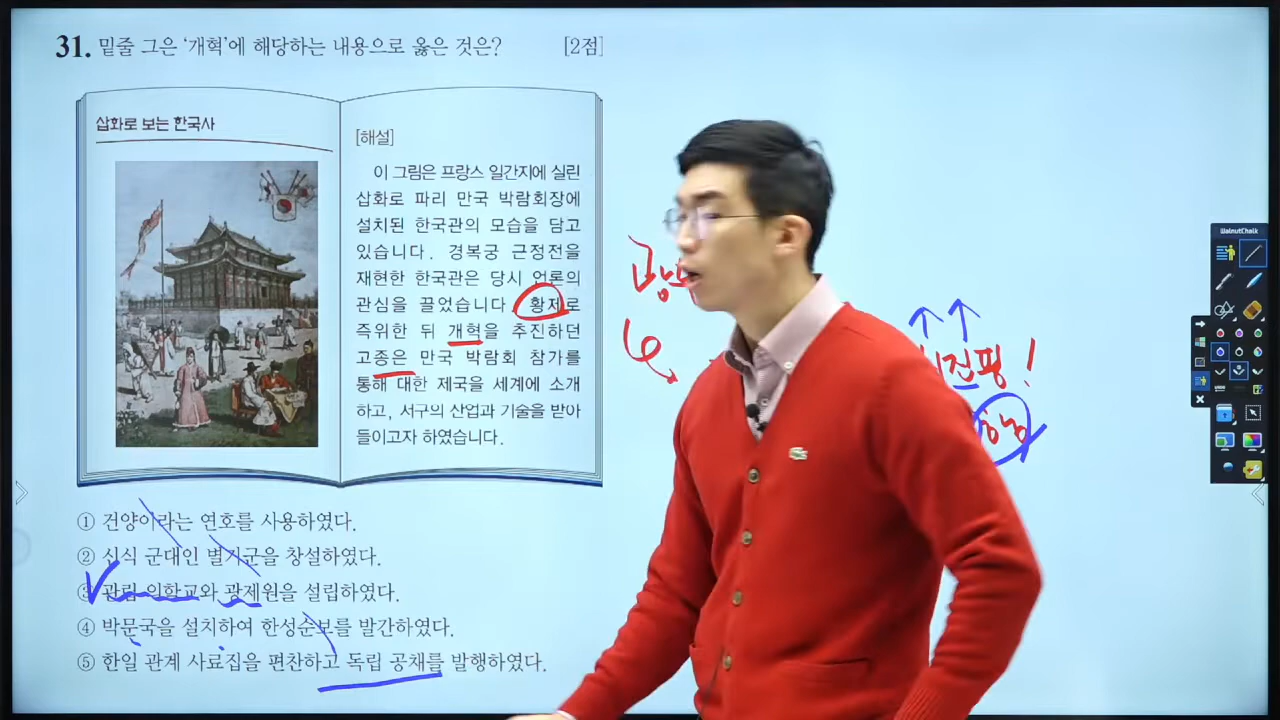 31. 밑줄 그은 '개혁'에 해당하는 내용으로 옳은 것은? [2점]
삽화로 보는 한국사
[해설]
이 그림은 프랑스 일간지에 실린
삽화로 파리 만국 박람회장에
설치된 한국관의 모습을 담고
있습니다. 경복궁 근정전을
재현한 한국관은 당시 언론의
관심을 끌었습니다. 황제로
즉위한 뒤 개혁을 추진하던
고종은 만국 박람회 참가를
통해 대한 제국을 세계에 소개
하고, 서구의 산업과 기술을 받아
들이고자 하였습니다.
① 건양이라는 연호를 사용하였다.
② 신식 군대인 별기군을 창설하였다.
③ 관립 의학교와 광제원을 설립하였다.
④ 박문국을 설치하여 한성순보를 발간하였다.
⑤ 한일 관계 사료집을 편찬하고 독립 공채를 발행하였다.
진핑!
WalnutChalk